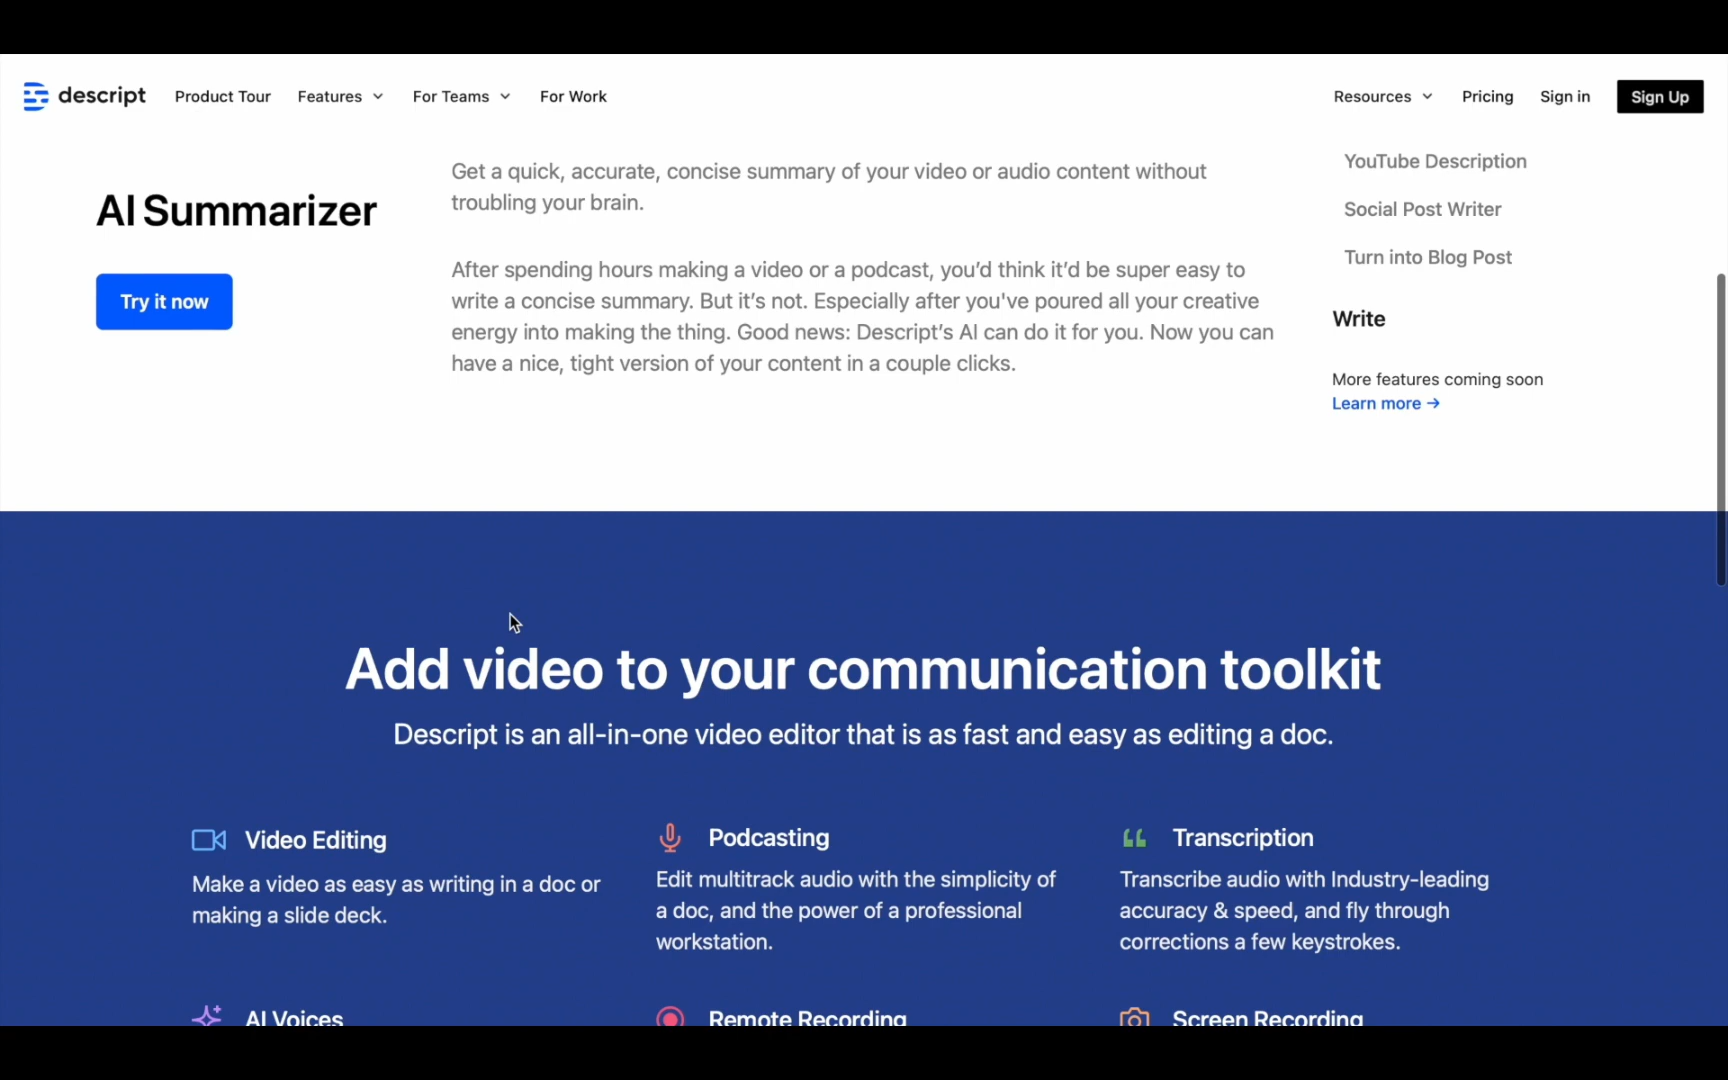 descript
Product Tour
Features
For Teams
For Work
Resources
Pricing
Sign in
Sign Up
AI Summarizer
Try it now
Get a quick, accurate, concise summary of your video or audio content without
troubling your brain.
After spending hours making a video or a podcast, you’d think it’d be super easy to
write a concise summary. But it’s not. Especially after you've poured all your creative
energy into making the thing. Good news: Descript’s AI can do it for you. Now you can
have a nice, tight version of your content in a couple clicks.
YouTube Description
Social Post Writer
Turn into Blog Post
Write
More features coming soon
Learn more →
Add video to your communication toolkit
Descript is an all-in-one video editor that is as fast and easy as editing a doc.
Video Editing
Make a video as easy as writing in a doc or
making a slide deck.
Podcasting
Edit multitrack audio with the simplicity of
a doc, and the power of a professional
workstation.
Transcription
Transcribe audio with Industry-leading
accuracy & speed, and fly through
corrections a few keystrokes.
AI Voices
Remote Recording
Screen Recording